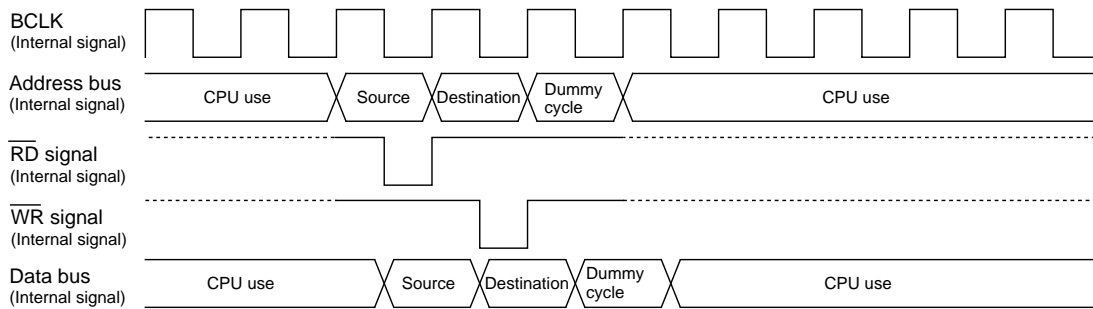 BCLK
(Internal signal)
Address bus
(Internal signal)
CPU use
Source
Destination
Dummy
cycle
CPU use
RD signal
(Internal signal)
WR signal
(Internal signal)
Data bus
(Internal signal)
CPU use
Source
Destination
Dummy
cycle
CPU use